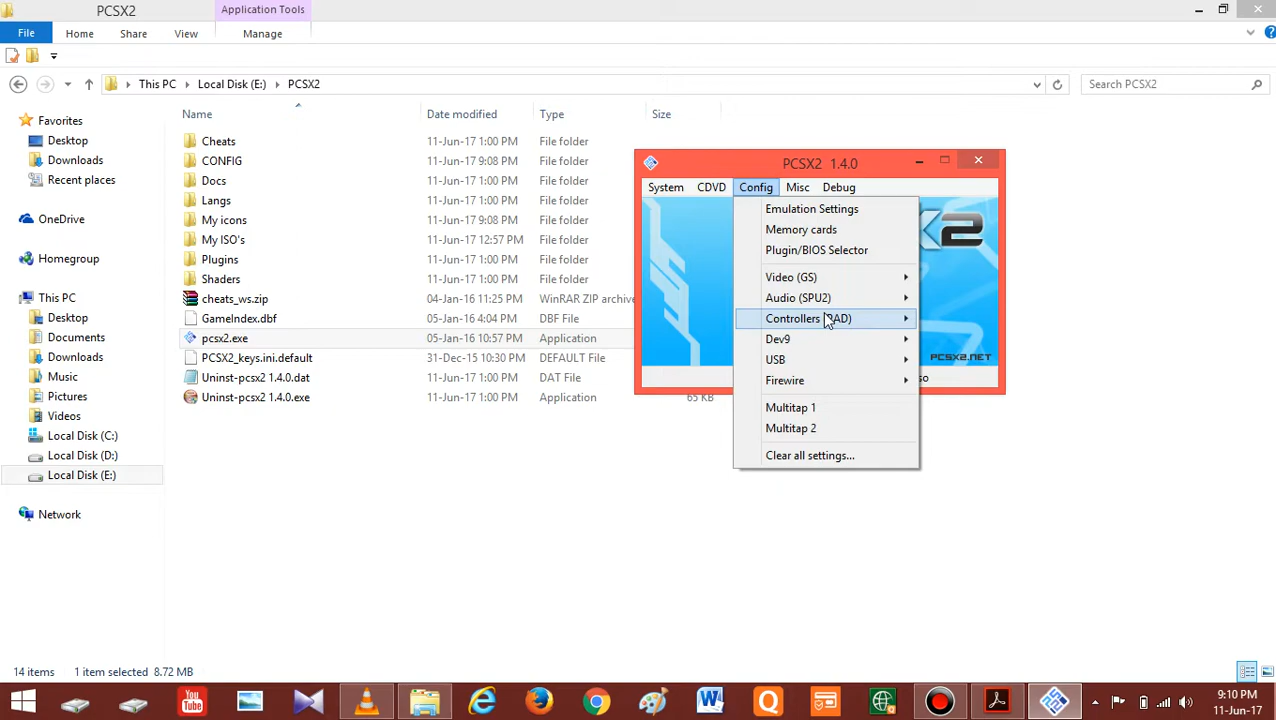 PCSX2
Application Tools
File
Home
Share
View
Manage
This PC
Local Disk (E:)
PCSX2
Search PCSX2
Name
Date modified
Type
Size
Favorites
Desktop
Downloads
Recent places
OneDrive
Homegroup
This PC
Desktop
Documents
Downloads
Music
Pictures
Videos
Local Disk (C:)
Local Disk (D:)
Local Disk (E:)
Network
Cheats 11-Jun-17 1:00 PM File folder
CONFIG 11-Jun-17 9:08 PM File folder
Docs 11-Jun-17 1:00 PM File folder
Langs 11-Jun-17 1:00 PM File folder
My icons 11-Jun-17 9:08 PM File folder
My ISO's 11-Jun-17 12:57 PM File folder
Plugins 11-Jun-17 1:00 PM File folder
Shaders 11-Jun-17 1:00 PM File folder
cheats_ws.zip 04-Jan-16 11:25 PM WinRAR ZIP archive
GameIndex.dbf 05-Jan-16 4:04 PM DBF File
pcsx2.exe 05-Jan-16 10:57 PM Application
PCSX2_keys.ini.default 31-Dec-15 10:30 PM DEFAULT File
Uninst-pcsx2 1.4.0.dat 11-Jun-17 1:00 PM DAT File
Uninst-pcsx2 1.4.0.exe 11-Jun-17 1:00 PM Application 65 KB
PCSX2 1.4.0
System
CDVD
Config
Misc
Debug
Emulation Settings
Memory cards
Plugin/BIOS Selector
Video (GS)
Audio (SPU2)
Controllers (PAD)
Dev9
USB
Firewire
Multitap 1
Multitap 2
Clear all settings...
X2
PCSX2.NET
so
14 items
1 item selected 8.72 MB
You
Tube
9:10 PM
11-Jun-17